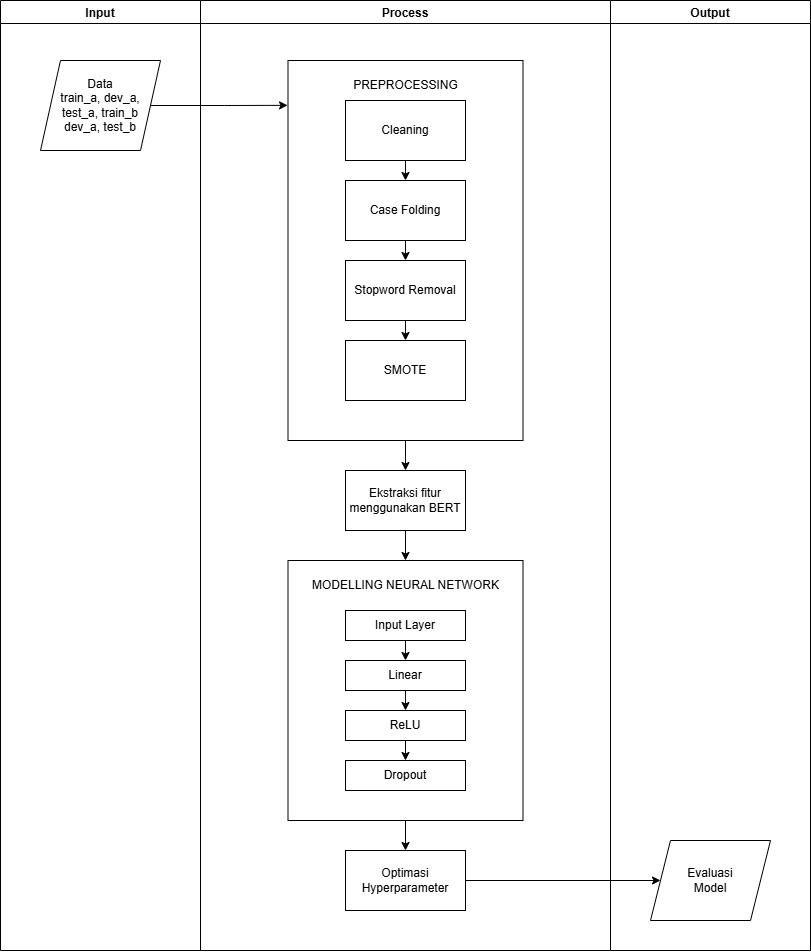 Input
Process
Output
Data
train_a, dev_a,
test_a, train_b
dev_a, test_b
PREPROCESSING
Cleaning
Case Folding
Stopword Removal
SMOTE
Ekstraksi fitur
menggunakan BERT
MODELLING NEURAL NETWORK
Input Layer
Linear
ReLU
Dropout
Optimasi
Hyperparameter
Evaluasi
Model